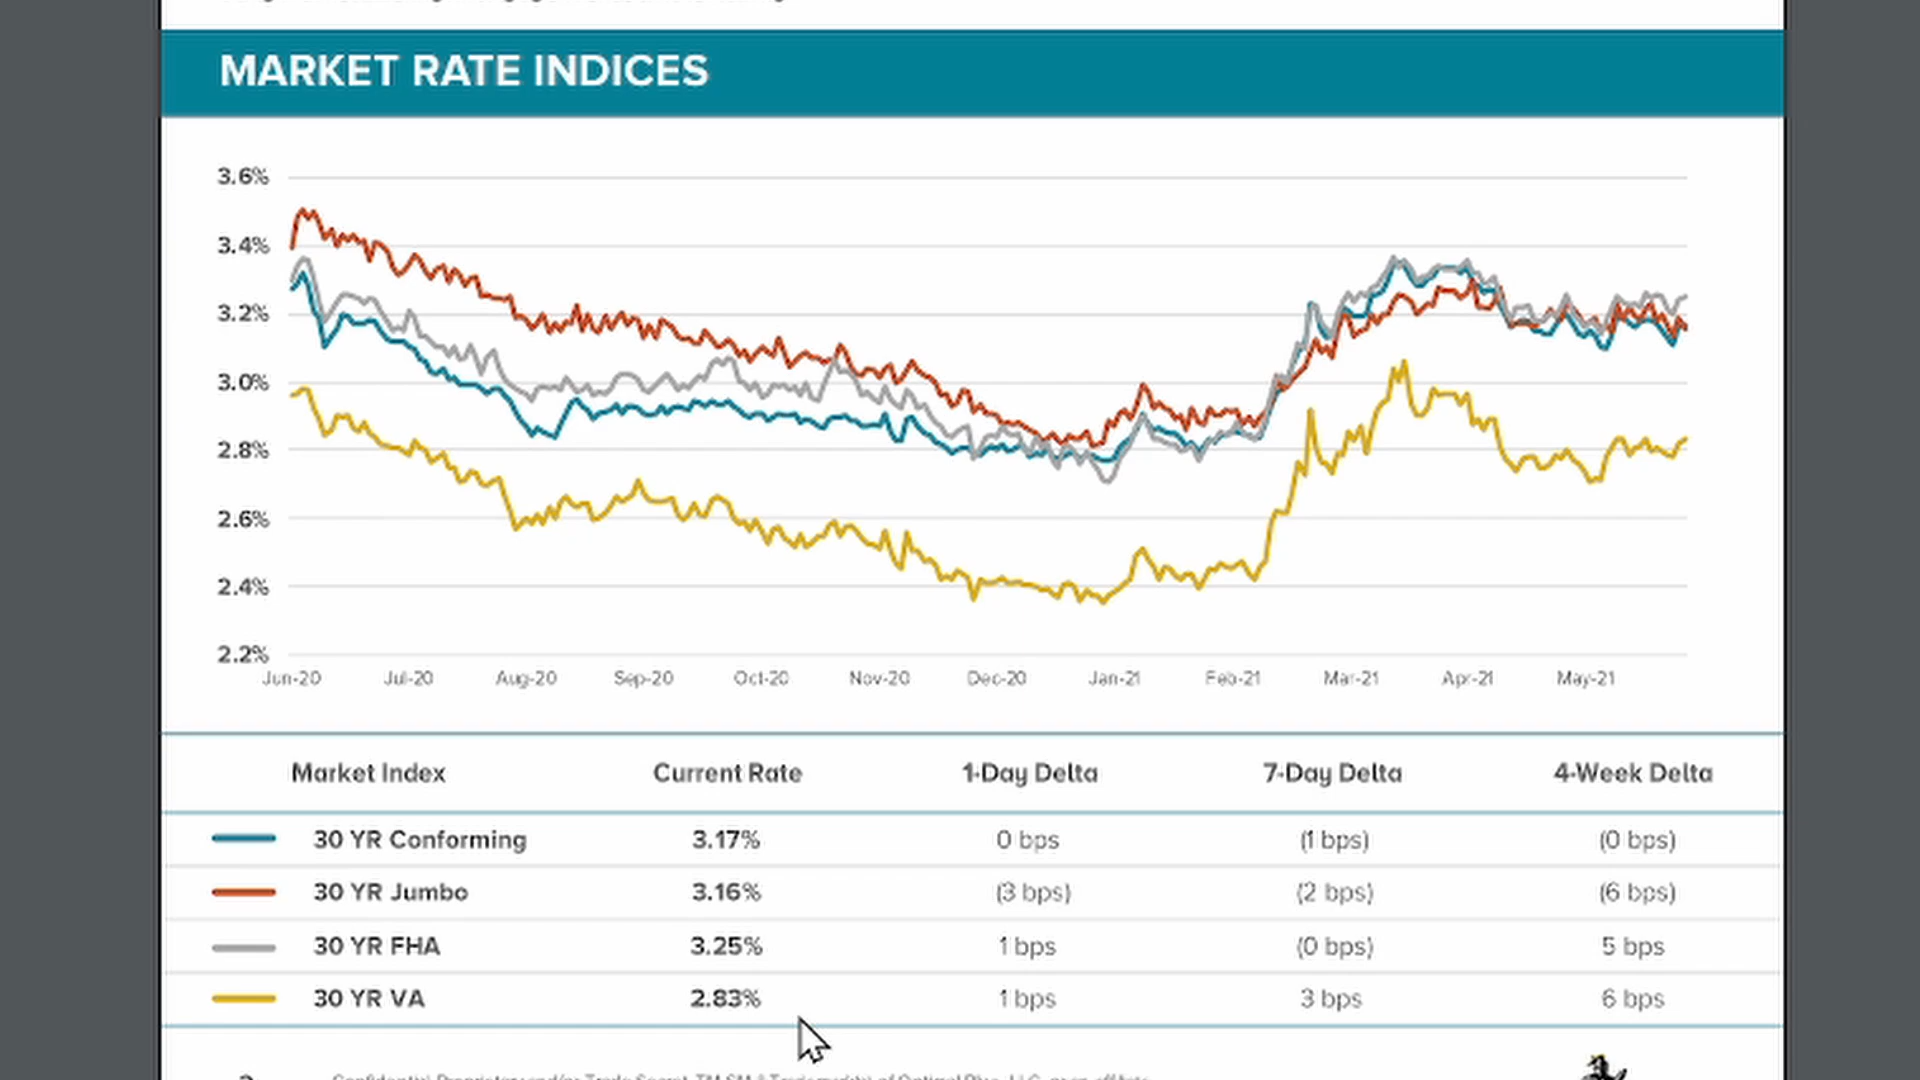 MARKET RATE INDICES
3.6%
3.4%
3.2%
3.0%
2.8%
2.6%
2.4%
2.2%
Jun-20 Jul-20 Aug-20 Sep-20 Oct-20 Nov-20 Dec-20 Jan-21 Feb-21 Mar-21 Apr-21 May-21
Market Index Current Rate 1-Day Delta 7-Day Delta 4-Week Delta
30 YR Conforming 3.17% 0 bps (1 bps) (0 bps)
30 YR Jumbo 3.16% (3 bps) (2 bps) (6 bps)
30 YR FHA 3.25% 1 bps (0 bps) 5 bps
30 YR VA 2.83% 1 bps 3 bps 6 bps